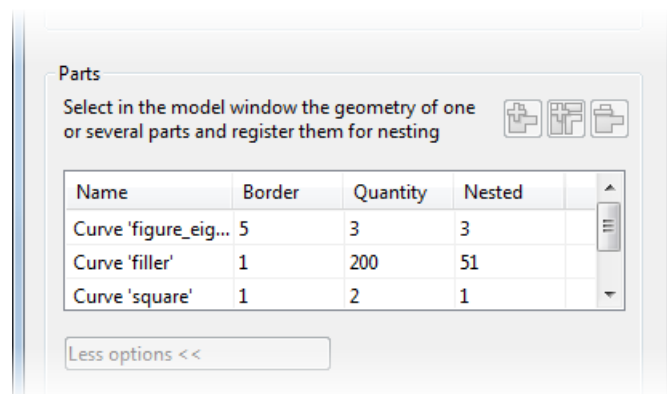 Parts
Select in the model window the geometry of one
or several parts and register them for nesting
Name Border Quantity Nested
Curve 'figure_eig... 5 3 3
Curve 'filler' 1 200 51
Curve 'square' 1 2 1
Less options <<